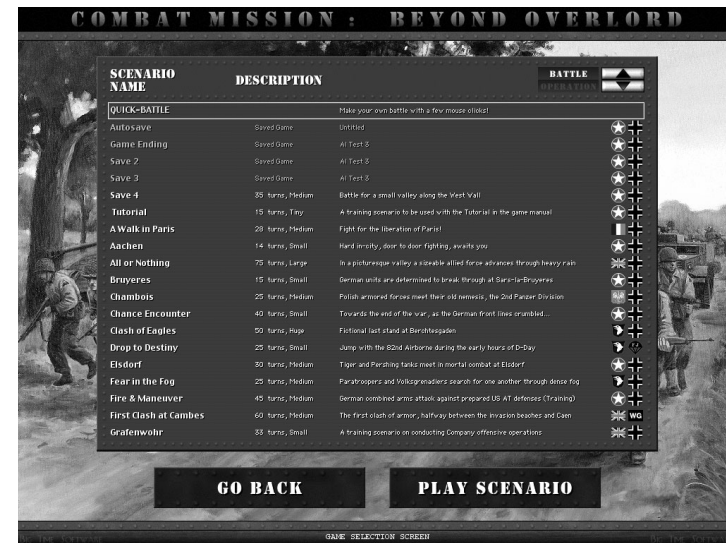 COMBAT MISSION: BEYOND OVERLORD
SCENARIO NAME DESCRIPTION BATTLE
OPERATION
QUICK-BATTLE Make your own battle with a few mouse clicks!
Autosave Saved Game Untitled
Game Ending Saved Game AI Test 3
Save 2 Saved Game AI Test 3
Save 3 Saved Game AI Test 3
Save 4 35 turns, Medium Battle for a small valley along the West Wall
Tutorial 15 turns, Tiny A training scenario to be used with the Tutorial in the game manual
A Walk in Paris 28 turns, Medium Fight for the liberation of Paris!
Aachen 14 turns, Small Hard in-city, door to door fighting, awaits you
All or Nothing 75 turns, Large In a picturesque valley a sizeable allied force advances through heavy rain
Bruyeres 15 turns, Small German units are determined to break through at Sars-la-Bruyeres
Chambois 25 turns, Medium Polish armored forces meet their old nemesis, the 2nd Panzer Division
Chance Encounter 40 turns, Small Towards the end of the war, as the German front lines crumbled...
Clash of Eagles 50 turns, Huge Fictional last stand at Berchtesgaden
Drop to Destiny 25 turns, Small Jump with the 82nd Airborne during the early hours of D-Day
Elsdorf 30 turns, Medium Tiger and Pershing tanks meet in mortal combat at Elsdorf
Fear in the Fog 25 turns, Medium Paratroopers and Volksgrenadiers search for one another through dense fog
Fire & Maneuver 45 turns, Medium German combined arms attack against prepared US AT defenses (Training)
First Clash at Cambes 60 turns, Medium The first clash of armor, halfway between the invasion beaches and Caen WG
Grafenwohr 33 turns, Small A training scenario on conducting Company offensive operations
GO BACK PLAY SCENARIO
GAME SELECTION SCREEN